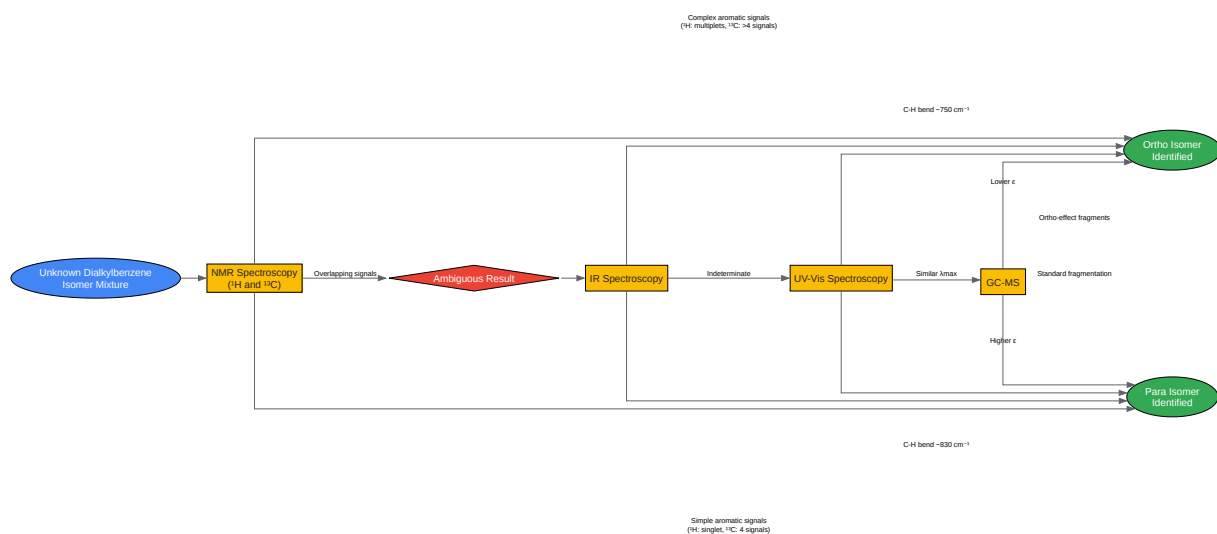 Complex aromatic signals
(¹H: multiplets, ¹³C: >4 signals)
C-H bend ~750 cm⁻¹
Ortho Isomer
Identified
Lower ε
Ortho-effect fragments
Unknown Dialkylbenzene
Isomer Mixture
NMR Spectroscopy
(¹H and ¹³C)
Overlapping signals
Ambiguous Result
IR Spectroscopy
Indeterminate
UV-Vis Spectroscopy
Similar λmax
GC-MS
Standard fragmentation
Higher ε
Para Isomer
Identified
C-H bend ~830 cm⁻¹
Simple aromatic signals
(¹H: singlet, ¹³C: 4 signals)